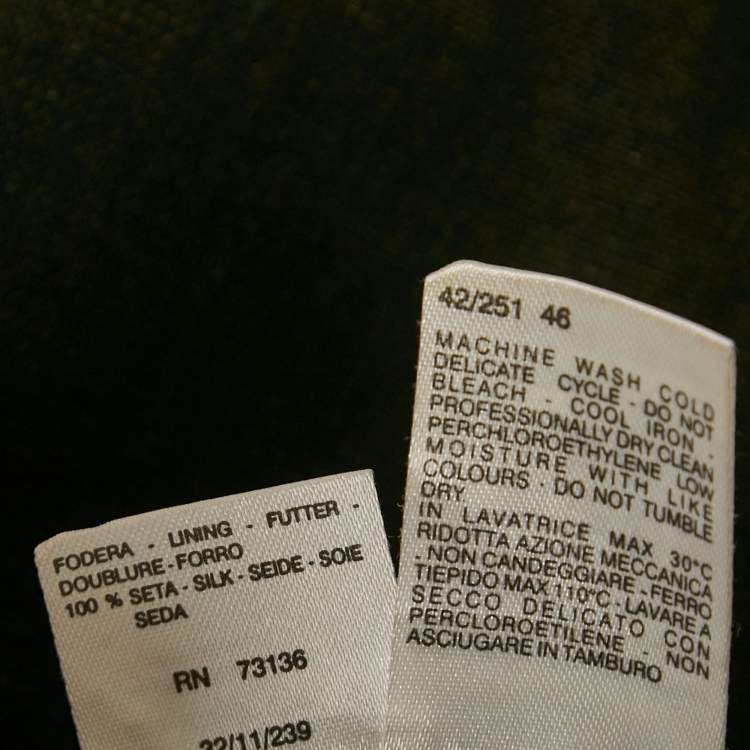 FODERA - LINING - FUTTER -
DOUBLURE-FORRO
100 % SETA - SILK - SEIDE - SOIE
SEDA
RN 73136
22/11/239
42/251 46
MACHINE WASH COLD
DELICATE CYCLE - DO NOT
BLEACH - COOL IRON -
PROFESSIONALLY DRY CLEAN
PERCHLOROETHYLENE LOW
MOISTURE WITH LIKE
COLOURS - DO NOT TUMBLE
DRY.
IN LAVATRICE MAX 30°C
RIDOTTA AZIONE MECCANICA
- NON CANDEGGIARE - FERRO
TIEPIDO MAX 110°C - LAVARE A
SECCO DELICATO CON
PERCLOROETILENE - NON
ASCIUGARE IN TAMBURO